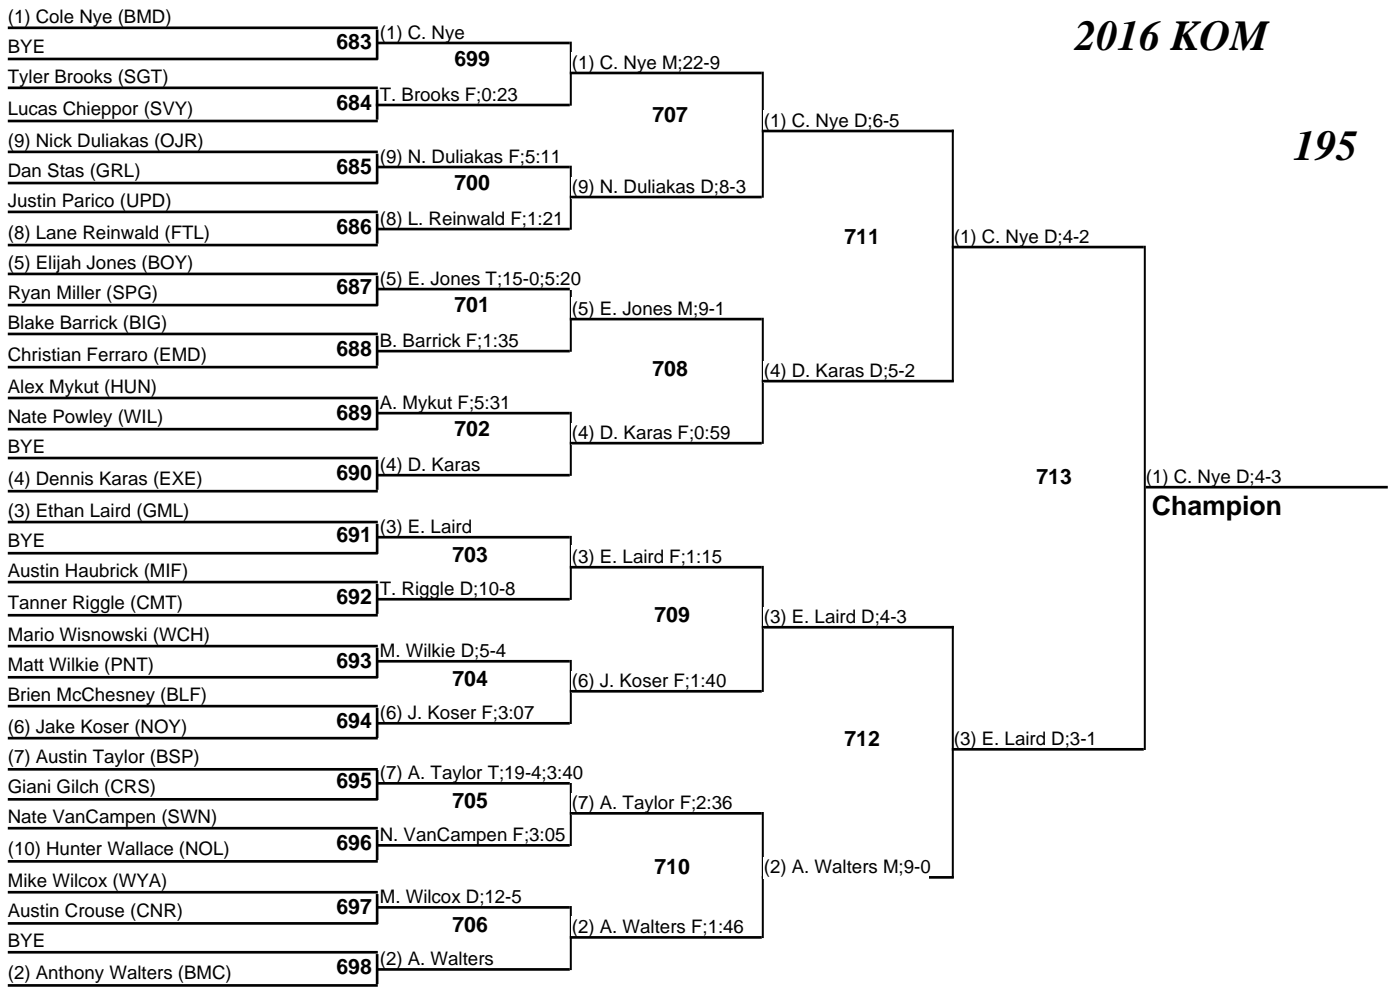 (1) Cole Nye (BMD)
BYE
Tyler Brooks (SGT)
Lucas Chieppor (SVY)
(9) Nick Duliakas (OJR)
Dan Stas (GRL)
Justin Parico (UPD)
(8) Lane Reinwald (FTL)
(5) Elijah Jones (BOY)
Ryan Miller (SPG)
Blake Barrick (BIG)
Christian Ferraro (EMD)
Alex Mykut (HUN)
Nate Powley (WIL)
BYE
(4) Dennis Karas (EXE)
(3) Ethan Laird (GML)
BYE
Austin Haubrick (MIF)
Tanner Riggle (CMT)
Mario Wisnowski (WCH)
Matt Wilkie (PNT)
Brien McChesney (BLF)
(6) Jake Koser (NOY)
(7) Austin Taylor (BSP)
Giani Gilch (CRS)
Nate VanCampen (SWN)
(10) Hunter Wallace (NOL)
Mike Wilcox (WYA)
Austin Crouse (CNR)
BYE
(2) Anthony Walters (BMC)
683
684
685
686
687
688
689
690
691
692
693
694
695
696
697
698
(1) C. Nye
T. Brooks F;0:23
(9) N. Duliakas F;5:11
(8) L. Reinwald F;1:21
(5) E. Jones T;15-0;5:20
B. Barrick F;1:35
A. Mykut F;5:31
(4) D. Karas
(3) E. Laird
T. Riggle D;10-8
M. Wilkie D;5-4
(6) J. Koser F;3:07
(7) A. Taylor T;19-4;3:40
N. VanCampen F;3:05
M. Wilcox D;12-5
(2) A. Walters
699
700
701
702
703
704
705
706
(1) C. Nye M;22-9
(9) N. Duliakas D;8-3
(5) E. Jones M;9-1
(4) D. Karas F;0:59
(3) E. Laird F;1:15
(6) J. Koser F;1:40
(7) A. Taylor F;2:36
(2) A. Walters F;1:46
707
708
709
710
(1) C. Nye D;6-5
(4) D. Karas D;5-2
(3) E. Laird D;4-3
(2) A. Walters M;9-0
711
712
(1) C. Nye D;4-2
(3) E. Laird D;3-1
713
(1) C. Nye D;4-3
Champion
2016 KOM
195